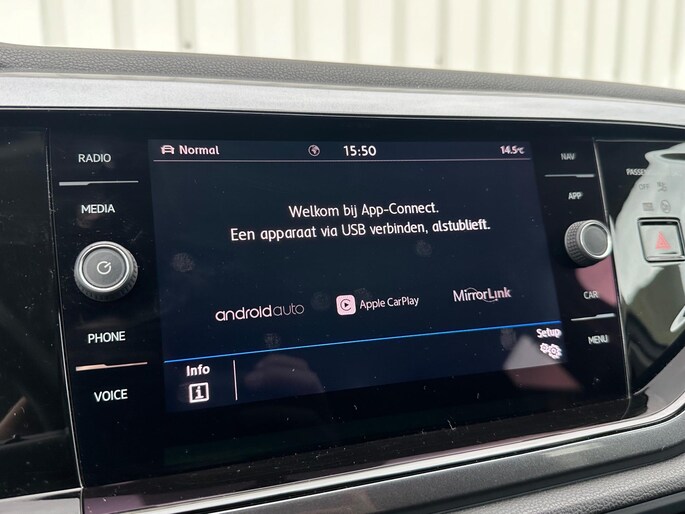 RADIO
MEDIA
PHONE
VOICE
Normal
15:50
14.5°C
Welkom bij App-Connect.
Een apparaat via USB verbinden, alstublieft.
androidauto
Apple CarPlay
MirrorLink
Info
Setup
NAV
APP
CAR
MENU
OFF